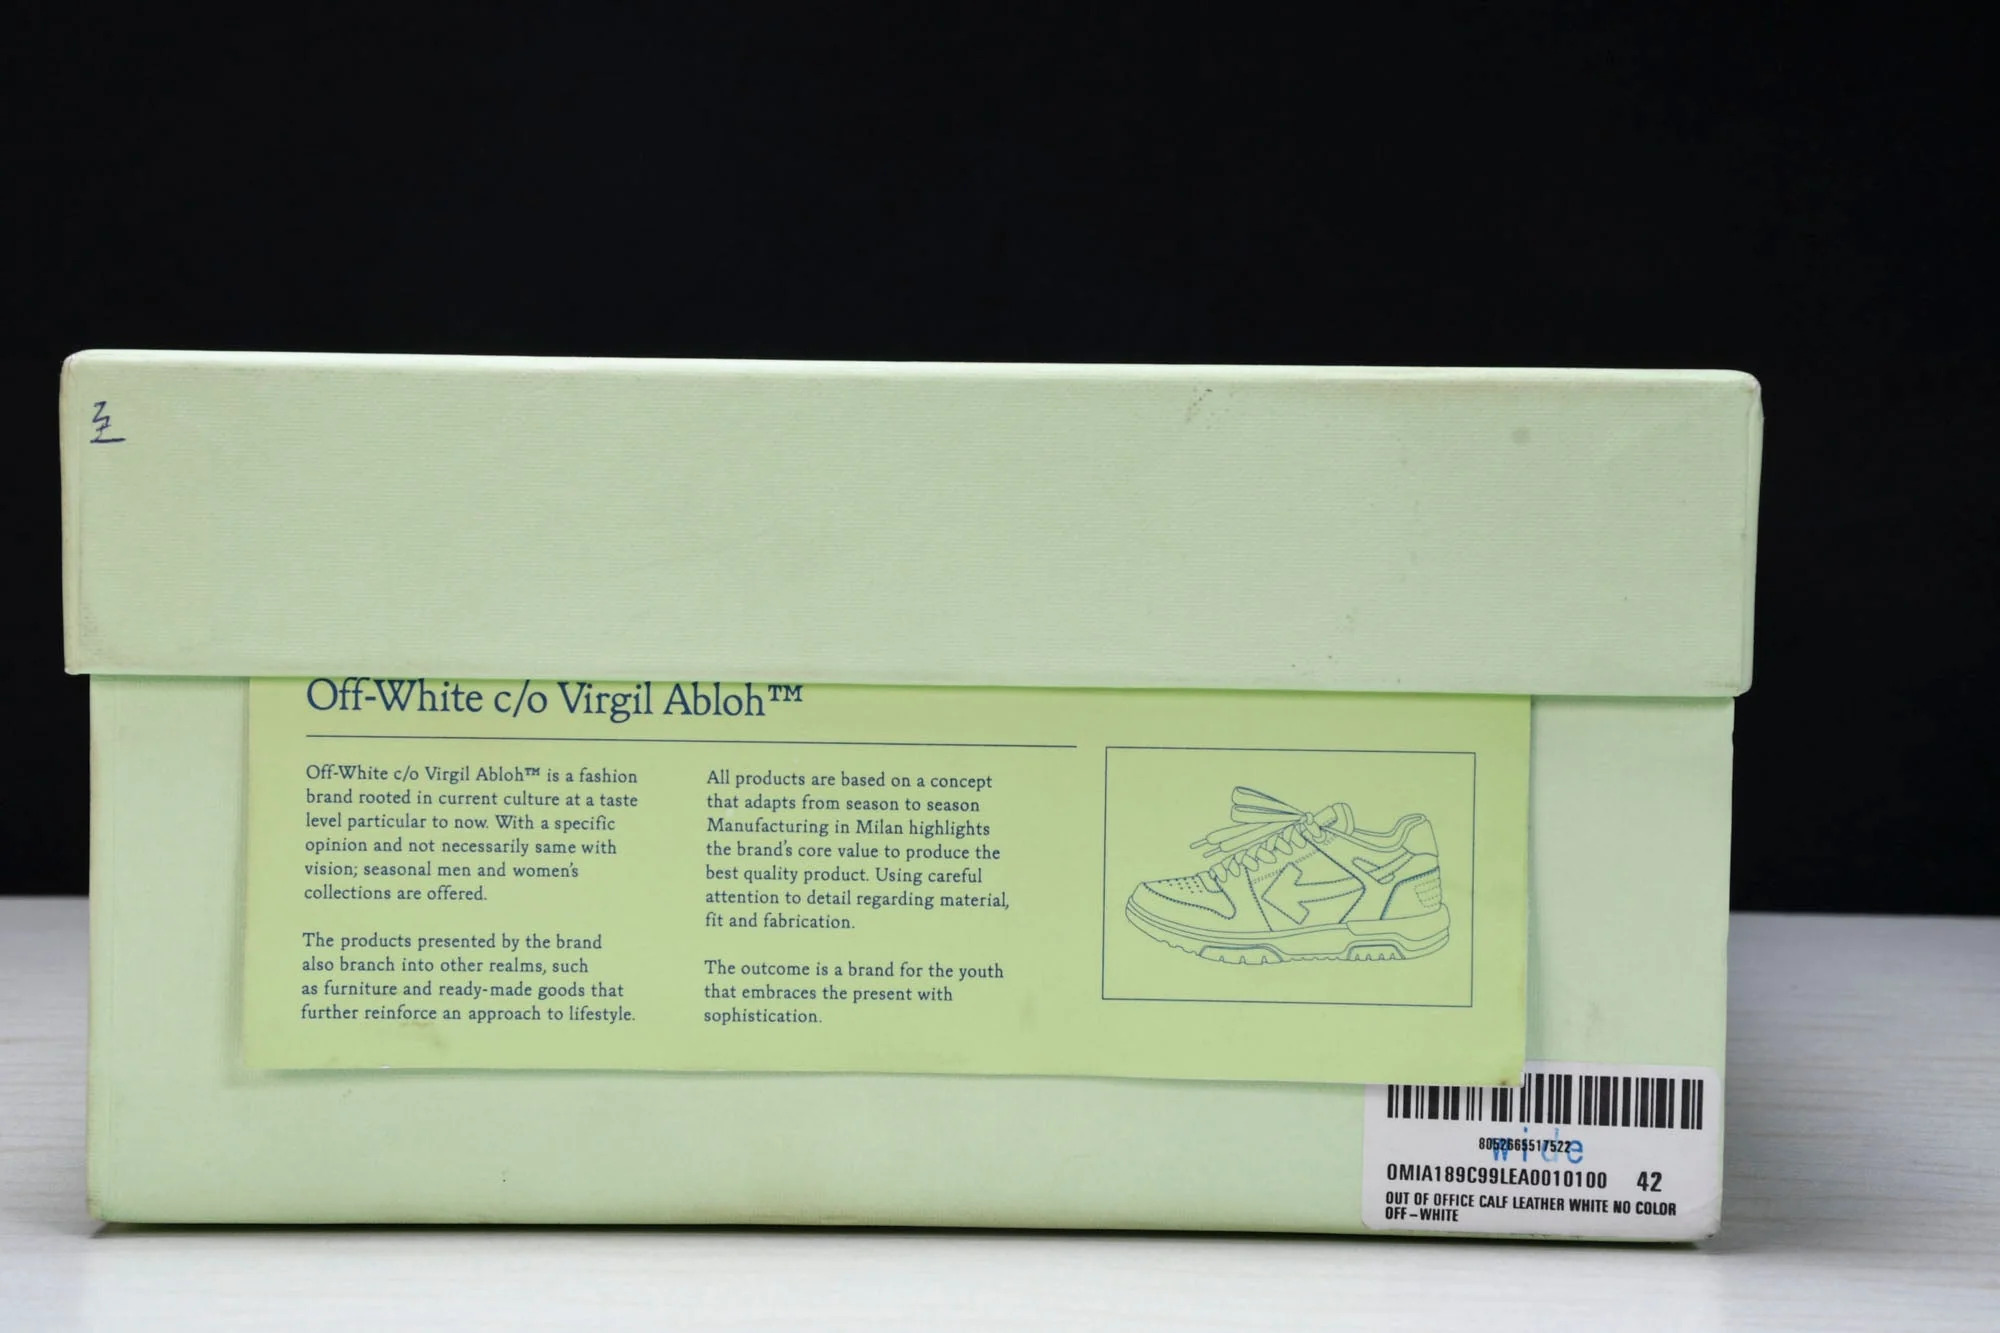 Off-White c/o Virgil Abloh™
Off-White c/o Virgil Abloh™ is a fashion
brand rooted in current culture at a taste
level particular to now. With a specific
opinion and not necessarily same with
vision; seasonal men and women's
collections are offered.
The products presented by the brand
also branch into other realms, such
as furniture and ready-made goods that
further reinforce an approach to lifestyle.
All products are based on a concept
that adapts from season to season
Manufacturing in Milan highlights
the brand's core value to produce the
best quality product. Using careful
attention to detail regarding material,
fit and fabrication.
The outcome is a brand for the youth
that embraces the present with
sophistication.
wide
OMIA189C99LEA0010100 42
OUT OF OFFICE CALF LEATHER WHITE NO COLOR
OFF-WHITE